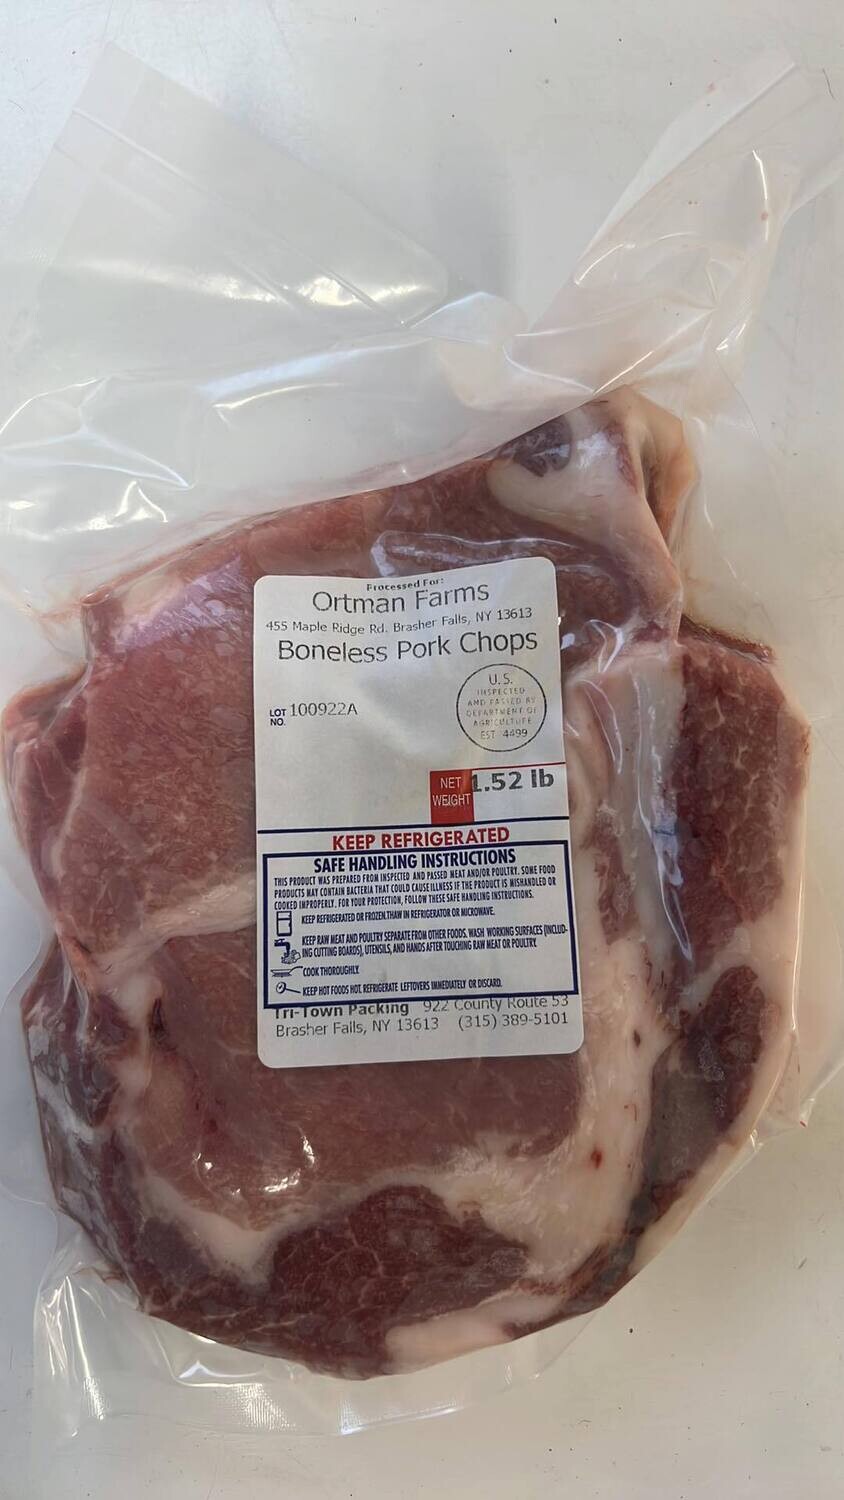 Processed For:
Ortman Farms
455 Maple Ridge Rd. Brasher Falls, NY 13613
Boneless Pork Chops
LOT NO. 100922A
U.S.
INSPECTED
AND PASSED BY
DEPARTMENT OF
AGRICULTURE
EST 4499
NET WEIGHT 1.52 lb
KEEP REFRIGERATED
SAFE HANDLING INSTRUCTIONS
THIS PRODUCT WAS PREPARED FROM INSPECTED AND PASSED MEAT AND/OR POULTRY. SOME FOOD
PRODUCTS MAY CONTAIN BACTERIA THAT COULD CAUSE ILLNESS IF THE PRODUCT IS MISHANDLED OR
COOKED IMPROPERLY. FOR YOUR PROTECTION, FOLLOW THESE SAFE HANDLING INSTRUCTIONS.
KEEP REFRIGERATED OR FROZEN. THAW IN REFRIGERATOR OR MICROWAVE.
KEEP RAW MEAT AND POULTRY SEPARATE FROM OTHER FOODS. WASH WORKING SURFACES (INCLUD-
ING CUTTING BOARDS), UTENSILS, AND HANDS AFTER TOUCHING RAW MEAT OR POULTRY.
COOK THOROUGHLY.
KEEP HOT FOODS HOT. REFRIGERATE LEFTOVERS IMMEDIATELY OR DISCARD.
Tri-Town Packing 922 County Route 53
Brasher Falls, NY 13613 (315) 389-5101